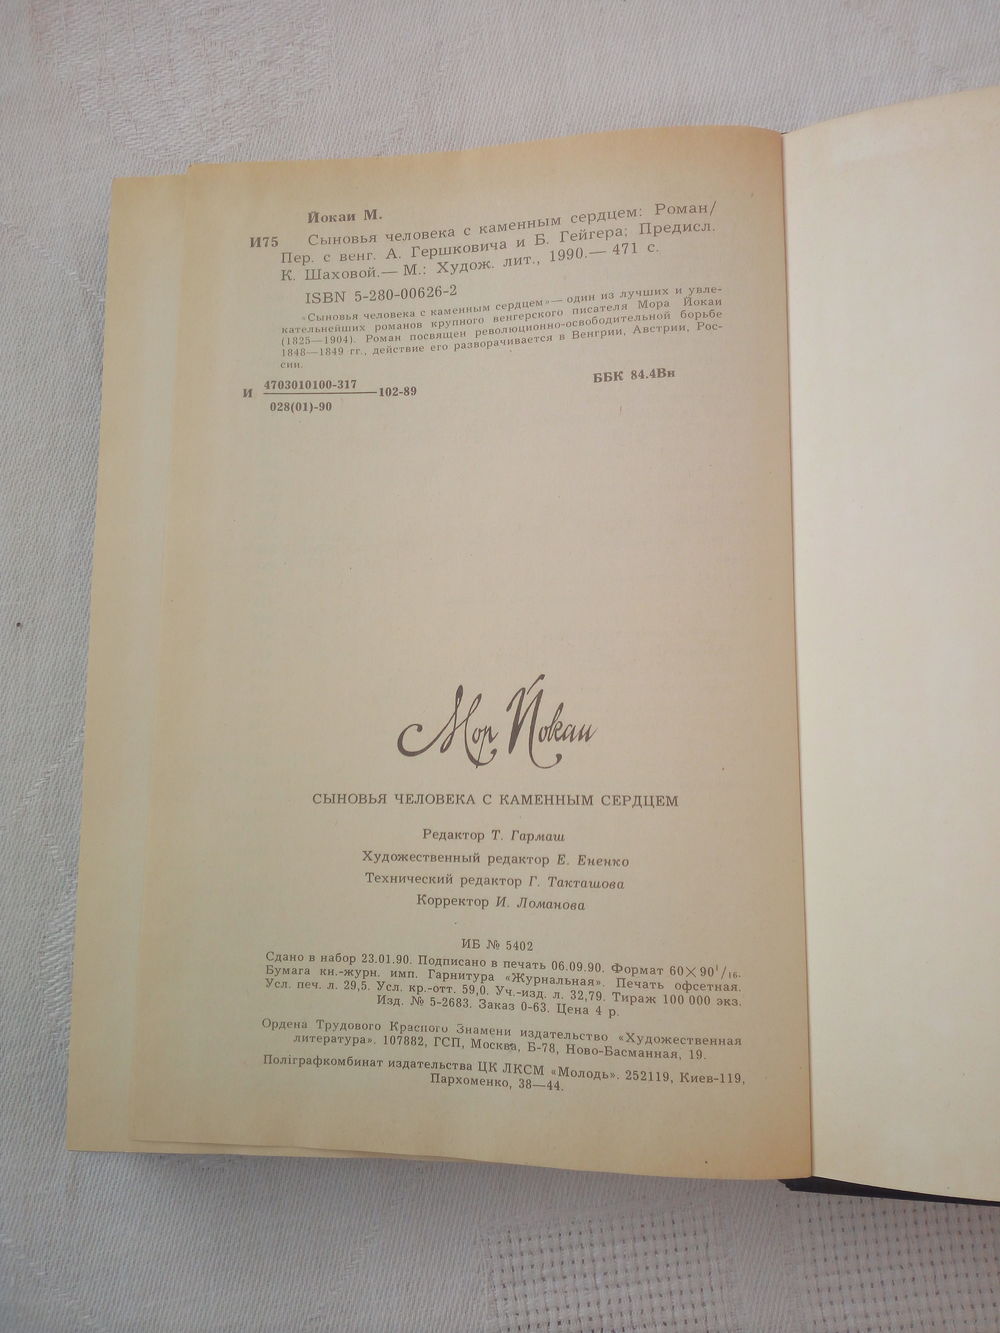 Йокаи М.
И75 Сыновья человека с каменным сердцем: Роман/
Пер. с венг. А. Гершковича и Б. Гейгера; Предисл.
К. Шаховой.— М.: Худож. лит., 1990.— 471 с.
ISBN 5-280-00626-2
«Сыновья человека с каменным сердцем»— один из лучших и увле-
кательнейших романов крупного венгерского писателя Мора Йокаи
(1825—1904). Роман посвящен революционно-освободительной борьбе
1848—1849 гг., действие его разворачивается в Венгрии, Австрии, Рос-
сии.
И 4703010100-317
028(01)-90
—102-89
ББК 84.4Вн
Мор Йокаи
СЫНОВЬЯ ЧЕЛОВЕКА С КАМЕННЫМ СЕРДЦЕМ
Редактор Т. Гармаш
Художественный редактор Е. Ененко
Технический редактор Г. Такташова
Корректор И. Ломанова
ИБ № 5402
Сдано в набор 23.01.90. Подписано в печать 06.09.90. Формат 60×90¹/₁₆.
Бумага кн.-журн. имп. Гарнитура «Журнальная». Печать офсетная.
Усл. печ. л. 29,5. Усл. кр.-отт. 59,0. Уч.-изд. л. 32,79. Тираж 100 000 экз.
Изд. № 5-2683. Заказ 0-63. Цена 4 р.
Ордена Трудового Красного Знамени издательство «Художественная
литература». 107882, ГСП, Москва, Б-78, Ново-Басманная, 19.
Поліграфкомбинат издательства ЦК ЛКСМ «Молодь». 252119, Киев-119,
Пархоменко, 38—44.